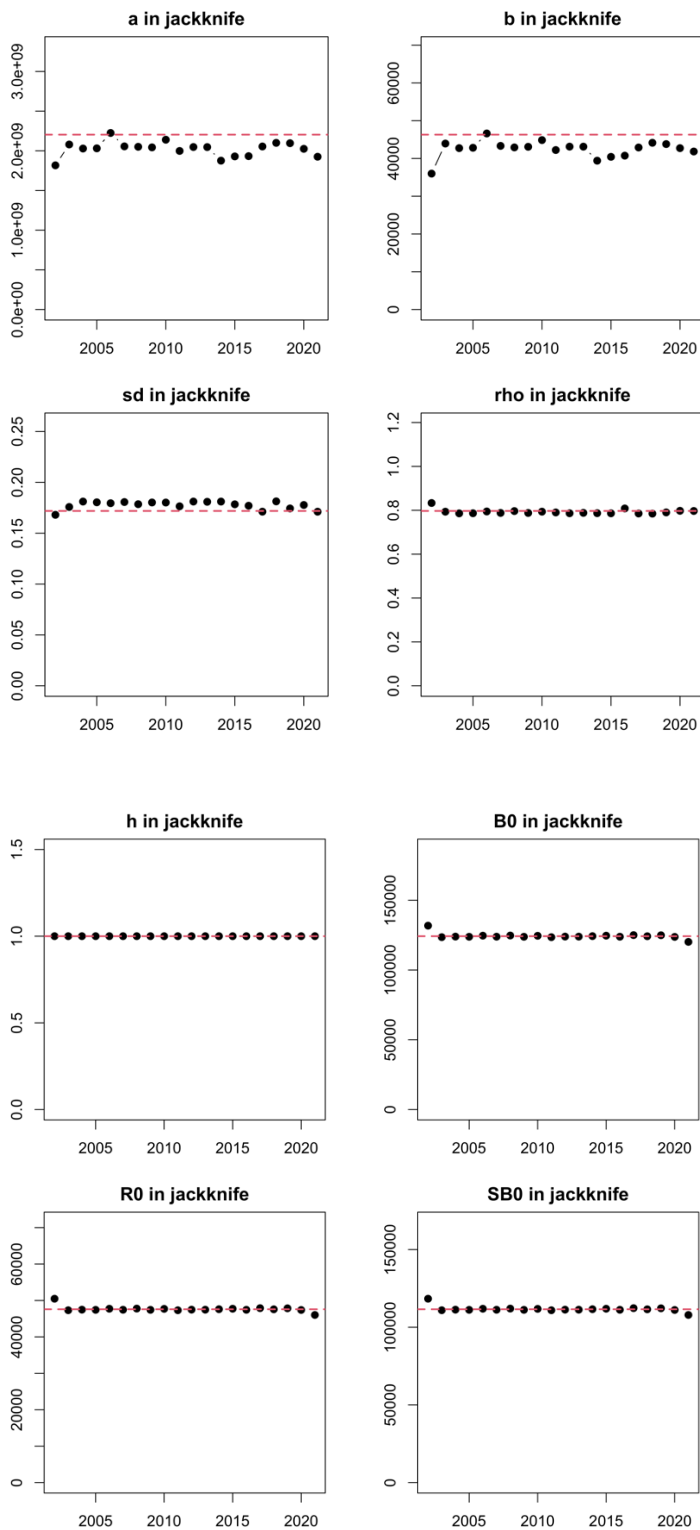 a in jackknife
b in jackknife
3.0e+09
2.0e+09
1.0e+09
0.0e+00
2005 2010 2015 2020
60000
40000
20000
0
2005 2010 2015 2020
sd in jackknife
rho in jackknife
0.25
0.20
0.15
0.10
0.05
0.00
2005 2010 2015 2020
1.2
1.0
0.8
0.6
0.4
0.2
0.0
2005 2010 2015 2020
h in jackknife
B0 in jackknife
1.5
1.0
0.5
0.0
2005 2010 2015 2020
150000
100000
50000
0
2005 2010 2015 2020
R0 in jackknife
SB0 in jackknife
60000
40000
20000
0
2005 2010 2015 2020
150000
100000
50000
0
2005 2010 2015 2020